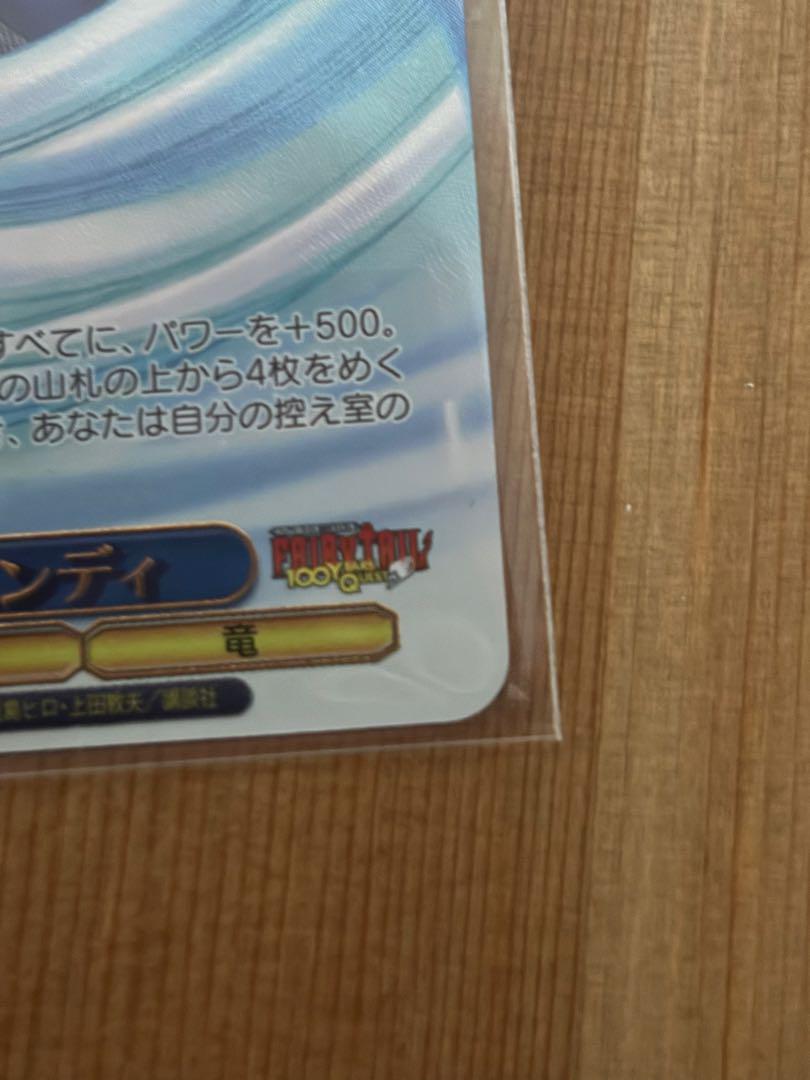 すべてに、パワーを＋500。
の山札の上から4枚をめく
、あなたは自分の控え室の
ンディ
FAIRY TAIL
100 YEARS QUEST
竜
島ヒロ・上田敦夫／講談社